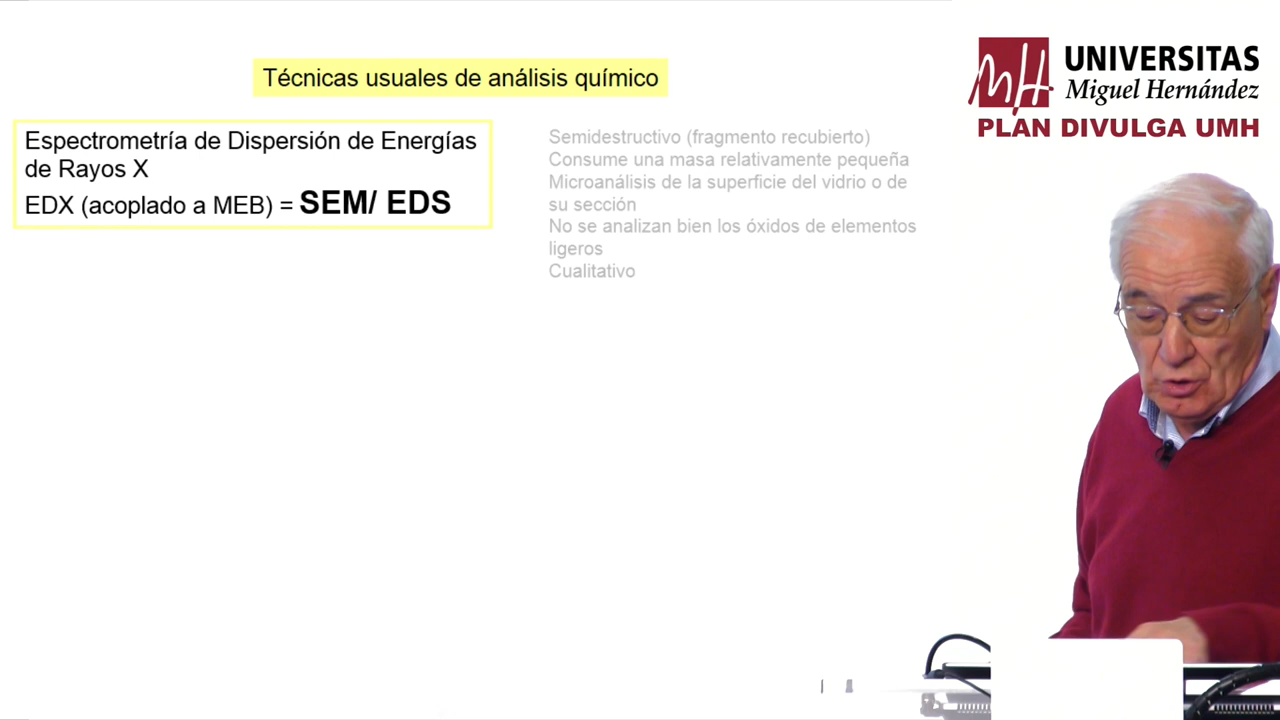 Técnicas usuales de análisis químico
Espectrometría de Dispersión de Energías
de Rayos X
EDX (acoplado a MEB) = SEM/ EDS
Semidestructivo (fragmento recubierto)
Consume una masa relativamente pequeña
Microanálisis de la superficie del vidrio o de
su sección
No se analizan bien los óxidos de elementos
ligeros
Cualitativo
MH
UNIVERSITAS
Miguel Hernández
PLAN DIVULGA UMH